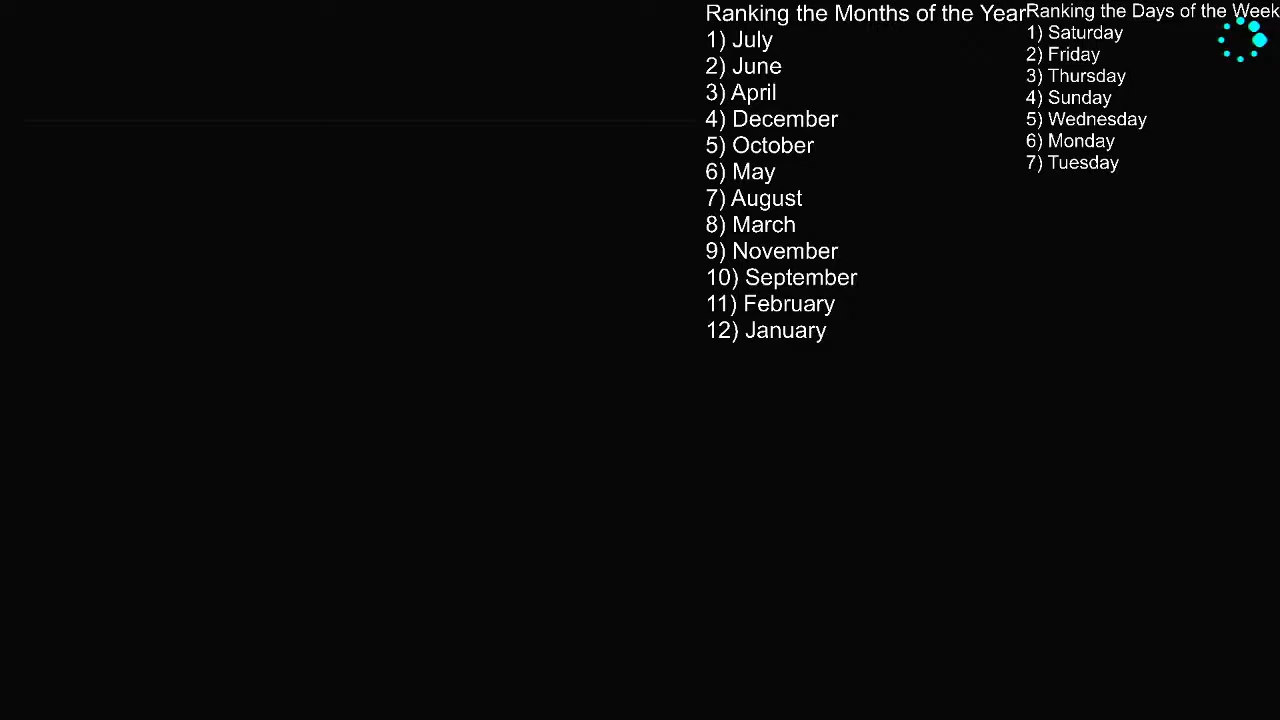 Ranking the Months of the Year
1) July
2) June
3) April
4) December
5) October
6) May
7) August
8) March
9) November
10) September
11) February
12) January
Ranking the Days of the Week
1) Saturday
2) Friday
3) Thursday
4) Sunday
5) Wednesday
6) Monday
7) Tuesday